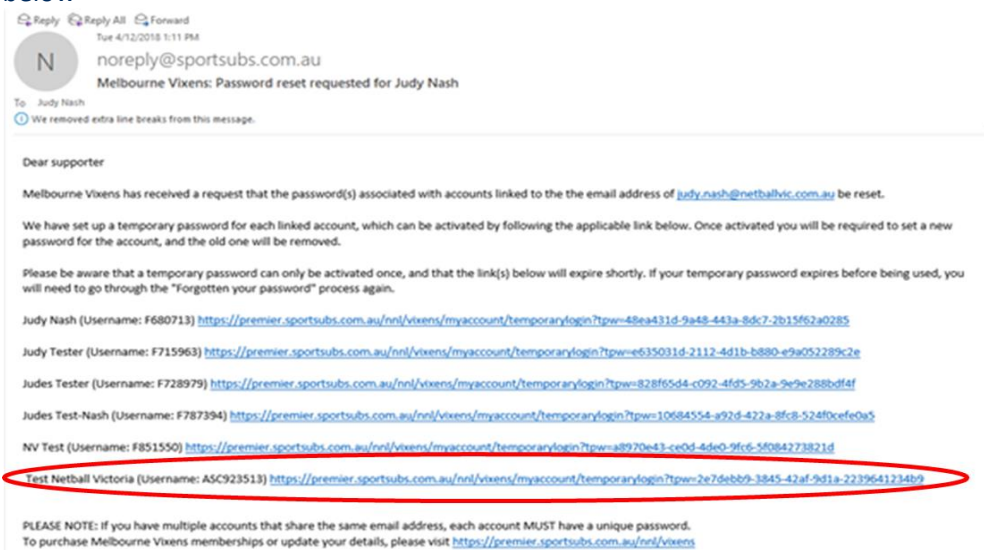 below
Reply Reply All Forward
Tue 4/12/2018 1:11 PM
N
noreply@sportsubs.com.au
Melbourne Vixens: Password reset requested for Judy Nash
To Judy Nash
We removed extra line breaks from this message.
Dear supporter
Melbourne Vixens has received a request that the password(s) associated with accounts linked to the the email address of judy.nash@netballvic.com.au be reset.
We have set up a temporary password for each linked account, which can be activated by following the applicable link below. Once activated you will be required to set a new
password for the account, and the old one will be removed.
Please be aware that a temporary password can only be activated once, and that the link(s) below will expire shortly. If your temporary password expires before being used, you
will need to go through the "Forgotten your password" process again.
Judy Nash (Username: F680713) https://premier.sportsubs.com.au/nnl/vixens/myaccount/temporarylogin?tpw=48ea431d-9a48-443a-8dc7-2b15f62a0285
Judy Tester (Username: F715963) https://premier.sportsubs.com.au/nnl/vixens/myaccount/temporarylogin?tpw=e635031d-2112-4d1b-b880-e9a052289c2e
Judes Tester (Username: F728979) https://premier.sportsubs.com.au/nnl/vixens/myaccount/temporarylogin?tpw=828f65d4-c092-4fd5-9b2a-9e9e288bdf4f
Judes Test-Nash (Username: F787394) https://premier.sportsubs.com.au/nnl/vixens/myaccount/temporarylogin?tpw=10684554-a92d-422a-8fc8-524f0cefe0a5
NV Test (Username: F851550) https://premier.sportsubs.com.au/nnl/vixens/myaccount/temporarylogin?tpw=a8970e43-ce0d-4de0-9fc6-5f084273821d
Test Netball Victoria (Username: ASC923513) https://premier.sportsubs.com.au/nnl/vixens/myaccount/temporarylogin?tpw=2e7debb9-3845-42af-9d1a-2239641234b9
PLEASE NOTE: If you have multiple accounts that share the same email address, each account MUST have a unique password.
To purchase Melbourne Vixens memberships or update your details, please visit https://premier.sportsubs.com.au/nnl/vixens